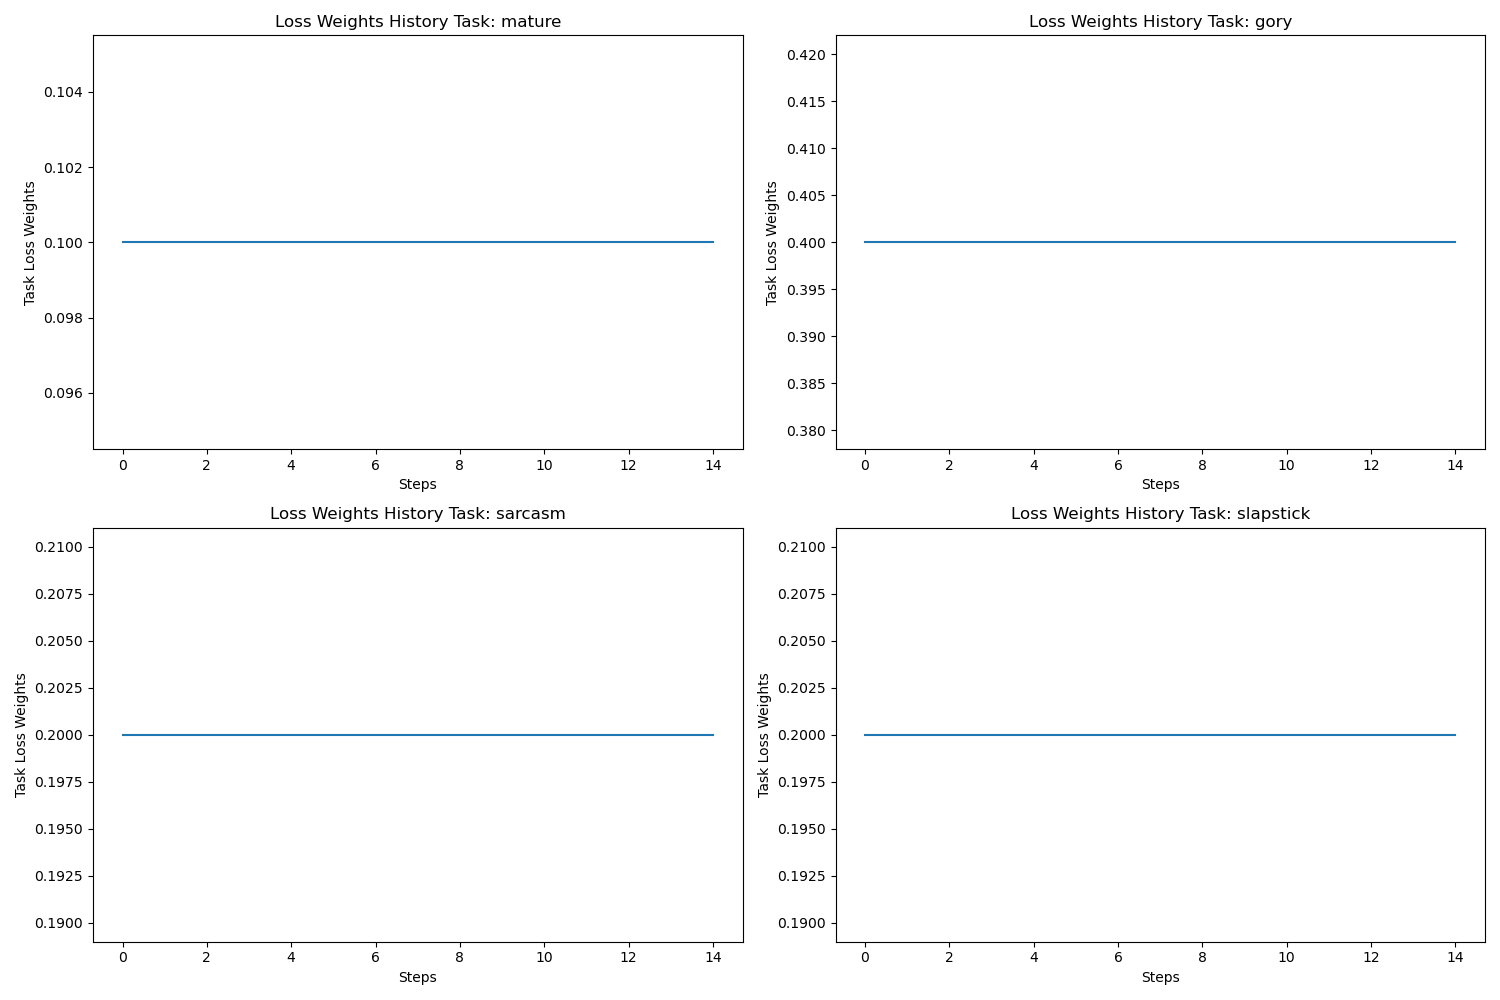 Loss Weights History Task: mature
0.104
0.102
0.100
0.098
0.096
Task Loss Weights
0 2 4 6 8 10 12 14
Steps
Loss Weights History Task: gory
0.420
0.415
0.410
0.405
0.400
0.395
0.390
0.385
0.380
Task Loss Weights
0 2 4 6 8 10 12 14
Steps
Loss Weights History Task: sarcasm
0.2100
0.2075
0.2050
0.2025
0.2000
0.1975
0.1950
0.1925
0.1900
Task Loss Weights
0 2 4 6 8 10 12 14
Steps
Loss Weights History Task: slapstick
0.2100
0.2075
0.2050
0.2025
0.2000
0.1975
0.1950
0.1925
0.1900
Task Loss Weights
0 2 4 6 8 10 12 14
Steps